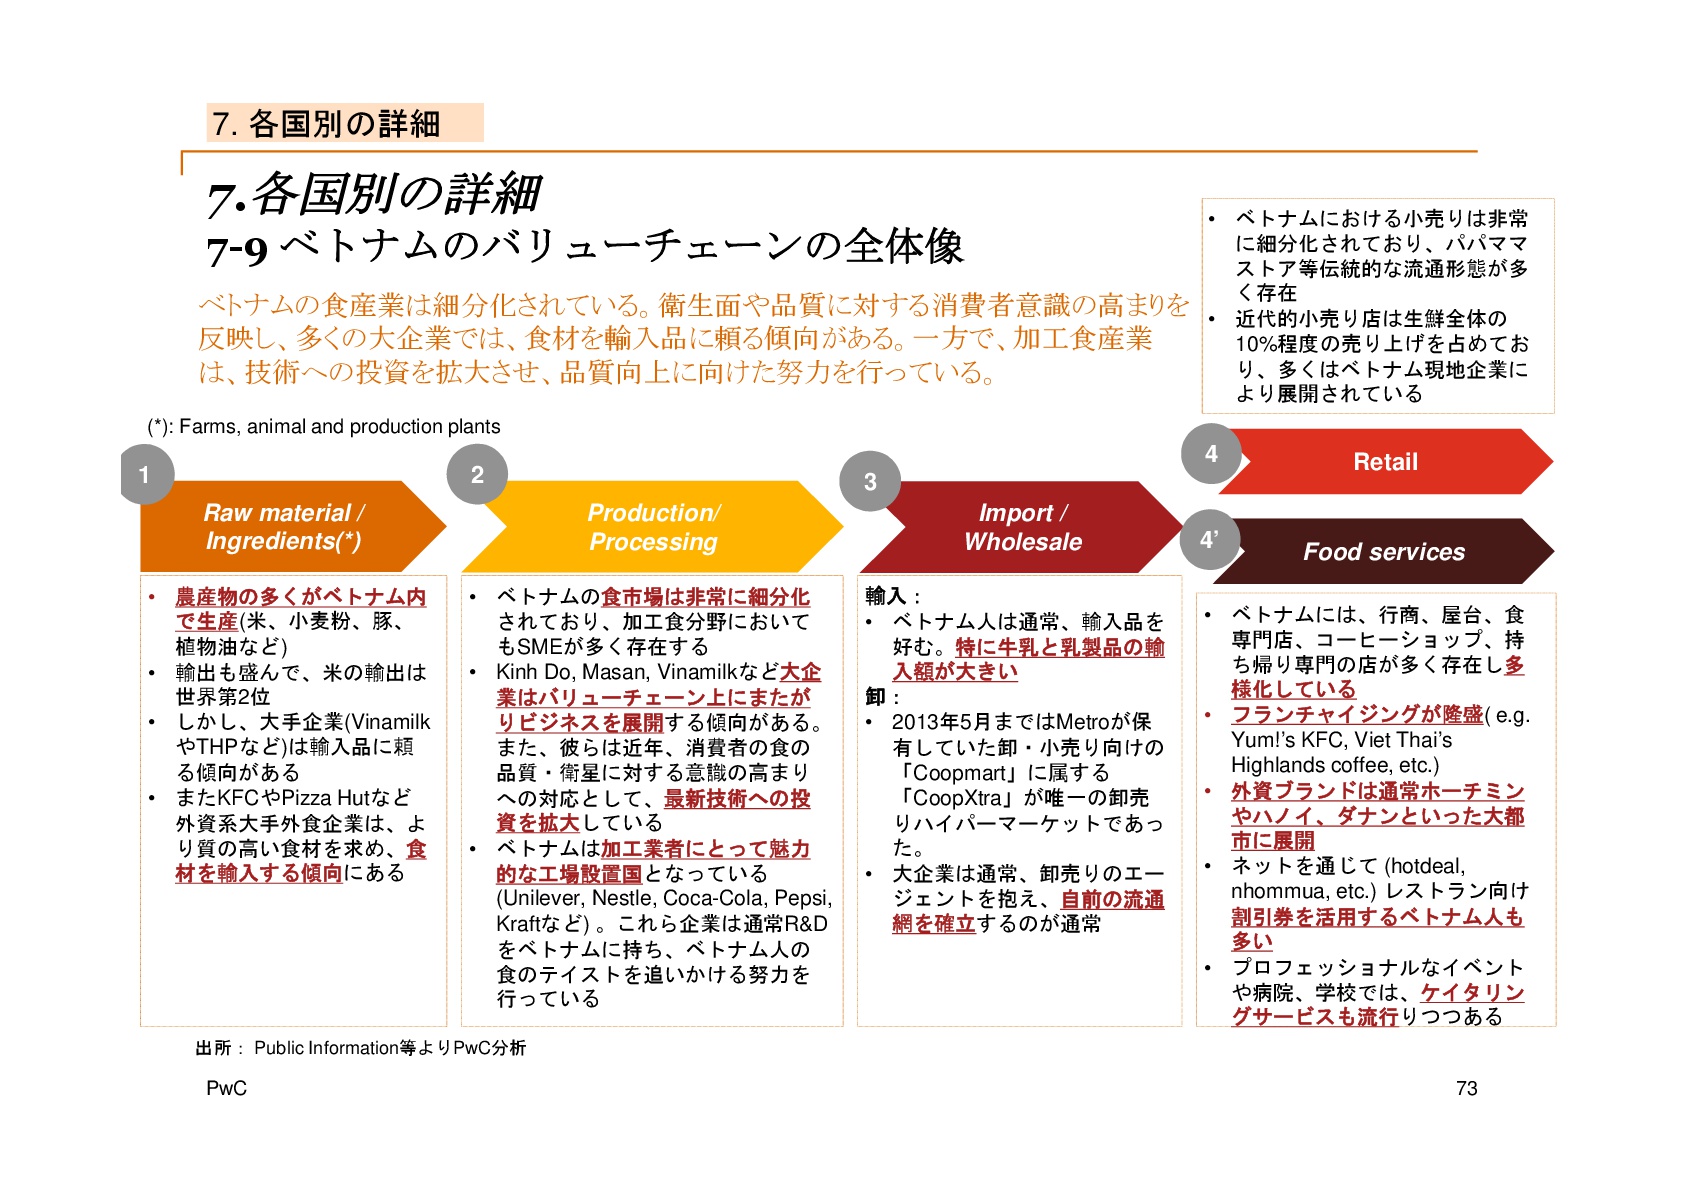 7. 各国別の詳細
7.各国別の詳細
7-9 ベトナムのバリューチェーンの全体像
ベトナムの食産業は細分化されている。衛生面や品質に対する消費者意識の高まりを
反映し、多くの大企業では、食材を輸入品に頼る傾向がある。一方で、加工食産業
は、技術への投資を拡大させ、品質向上に向けた努力を行っている。
(*): Farms, animal and production plants
1
Raw material /
Ingredients(*)
• 農産物の多くがベトナム内
で生産(米、小麦粉、豚、
植物油など)
• 輸出も盛んで、米の輸出は
世界第2位
• しかし、大手企業(Vinamilk
やTHPなど)は輸入品に頼
る傾向がある
• またKFCやPizza Hutなど
外資系大手外食企業は、よ
り質の高い食材を求め、食
材を輸入する傾向にある
2
Production/
Processing
• ベトナムの食市場は非常に細分化
されており、加工食分野において
もSMEが多く存在する
• Kinh Do, Masan, Vinamilkなど大企
業はバリューチェーン上にまたが
りビジネスを展開する傾向がある。
また、彼らは近年、消費者の食の
品質・衛星に対する意識の高まり
への対応として、最新技術への投
資を拡大している
• ベトナムは加工業者にとって魅力
的な工場設置国となっている
(Unilever, Nestle, Coca-Cola, Pepsi,
Kraftなど) 。これら企業は通常R&D
をベトナムに持ち、ベトナム人の
食のテイストを追いかける努力を
行っている
3
Import /
Wholesale
輸入：
• ベトナム人は通常、輸入品を
好む。特に牛乳と乳製品の輸
入額が大きい
卸：
• 2013年5月まではMetroが保
有していた卸・小売り向けの
「Coopmart」に属する
「CoopXtra」が唯一の卸売
りハイパーマーケットであっ
た。
• 大企業は通常、卸売りのエー
ジェントを抱え、自前の流通
網を確立するのが通常
• ベトナムにおける小売りは非常
に細分化されており、パパママ
ストア等伝統的な流通形態が多
く存在
• 近代的小売り店は生鮮全体の
10%程度の売り上げを占めてお
り、多くはベトナム現地企業に
より展開されている
4
Retail
4’
Food services
• ベトナムには、行商、屋台、食
専門店、コーヒーショップ、持
ち帰り専門の店が多く存在し多
様化している
• フランチャイジングが隆盛( e.g.
Yum!’s KFC, Viet Thai’s
Highlands coffee, etc.)
• 外資ブランドは通常ホーチミン
やハノイ、ダナンといった大都
市に展開
• ネットを通じて (hotdeal,
nhommua, etc.) レストラン向け
割引券を活用するベトナム人も
多い
• プロフェッショナルなイベント
や病院、学校では、ケイタリン
グサービスも流行りつつある
出所： Public Information等よりPwC分析
PwC
73